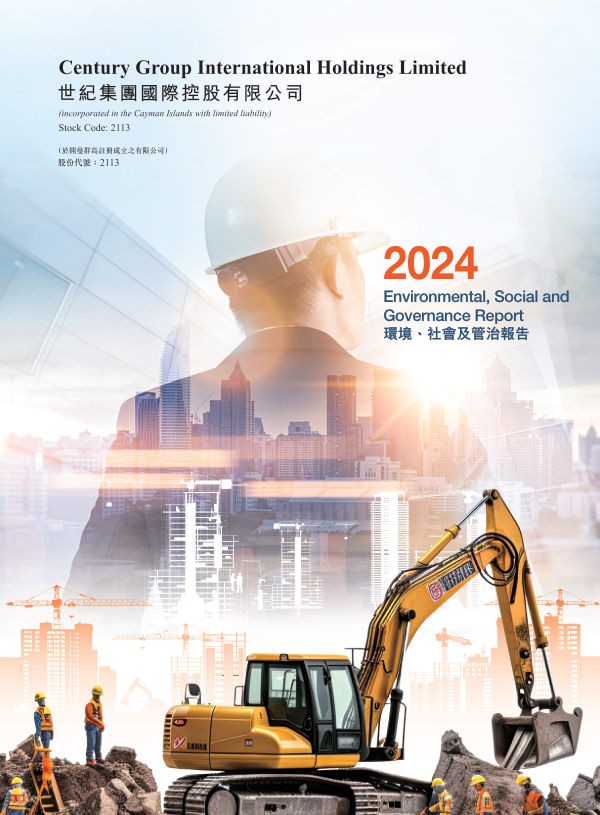 Century Group International Holdings Limited
世紀集團國際控股有限公司
(incorporated in the Cayman Islands with limited liability)
Stock Code: 2113
(於開曼群島註冊成立之有限公司)
股份代號：2113
2024
Environmental, Social and
Governance Report
環境、社會及管治報告